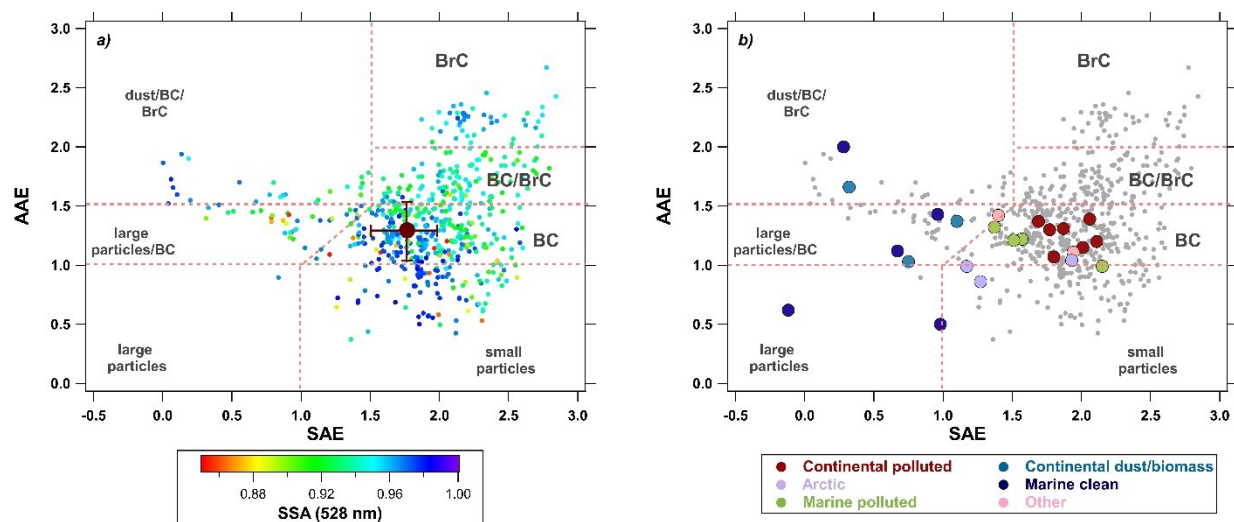 a)
3.0
2.5
2.0
1.5
1.0
0.5
0.0
AAE
BrC
dust/BC/
BrC
BC/BrC
large
particles/BC
BC
large
particles
small
particles
-0.5 0.0 0.5 1.0 1.5 2.0 2.5 3.0
SAE
0.88 0.92 0.96 1.00
SSA (528 nm)
b)
3.0
2.5
2.0
1.5
1.0
0.5
0.0
AAE
BrC
dust/BC/
BrC
BC/BrC
large
particles/BC
BC
large
particles
small
particles
-0.5 0.0 0.5 1.0 1.5 2.0 2.5 3.0
SAE
Continental polluted Continental dust/biomass
Arctic Marine clean
Marine polluted Other